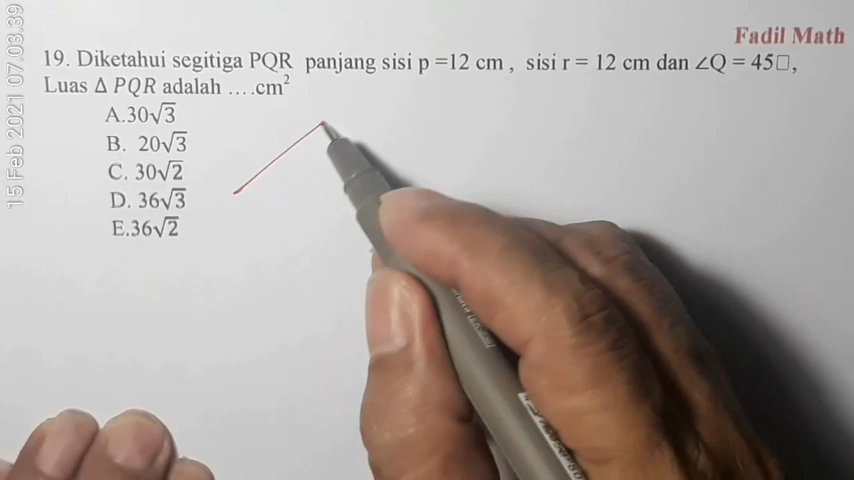 Fadil Math
19. Diketahui segitiga PQR panjang sisi p =12 cm , sisi r = 12 cm dan ∠Q = 45□,
Luas Δ PQR adalah ....cm²
A.30√3
B. 20√3
C. 30√2
D. 36√3
E.36√2
15 Feb 2021 07.03.39